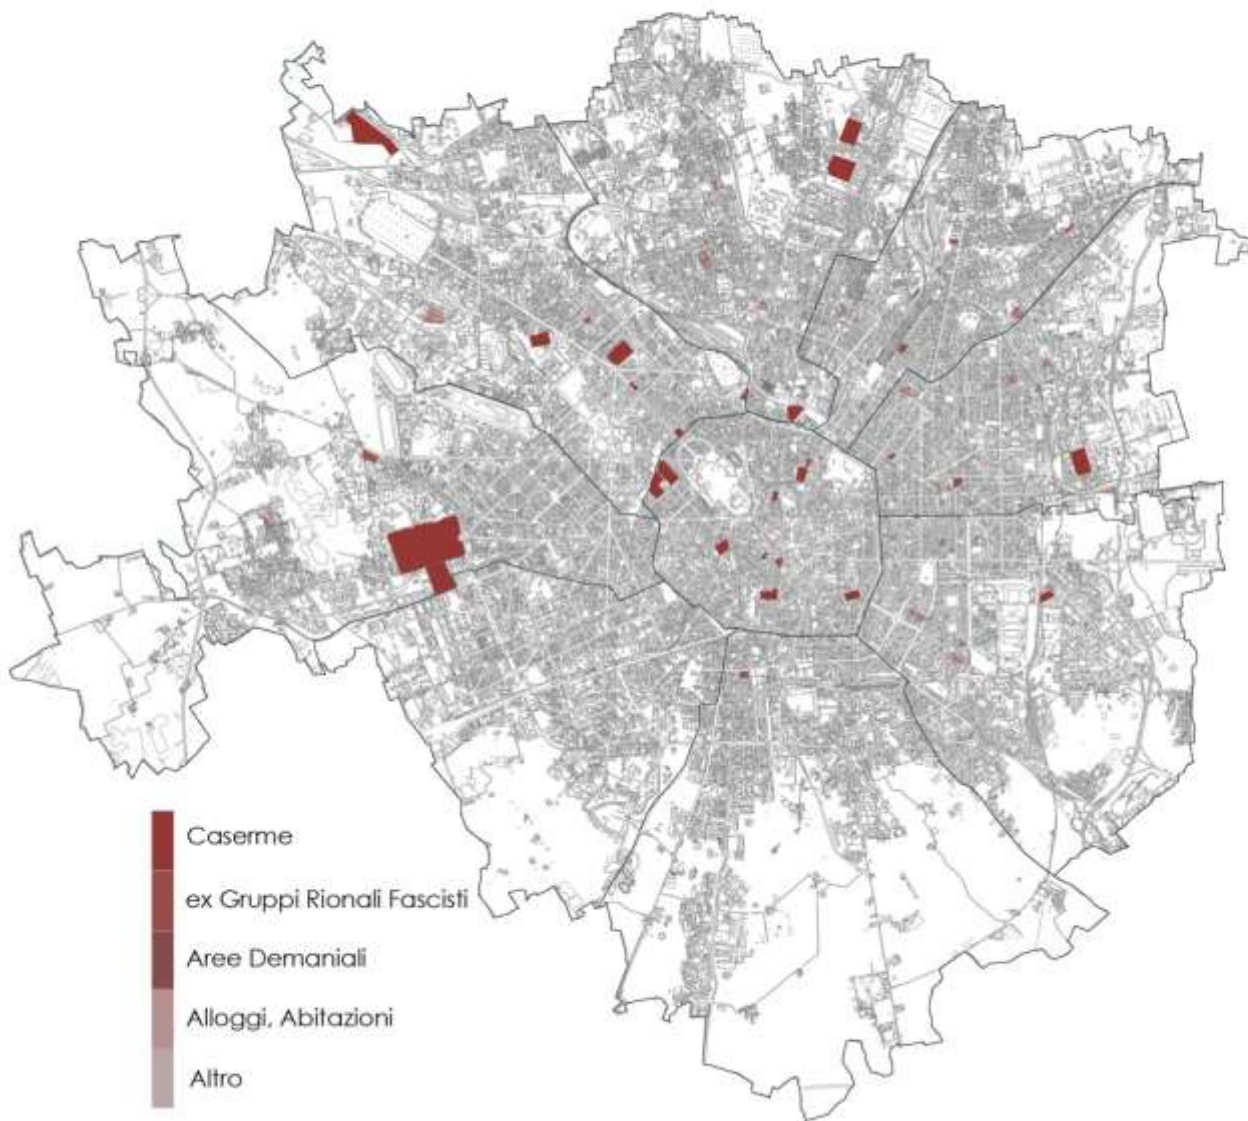 Caserme
ex Gruppi Rionali Fascisti
Aree Demaniali
Alloggi, Abitazioni
Altro